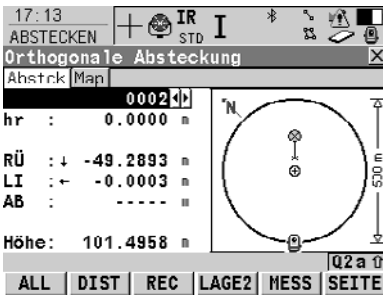 17:13
ABSTECKEN
IR
STD
I
Orthogonale Absteckung
Abstck Map
0002
hr : 0.0000 m
RÜ :↓ -49.2893 m
LI :← -0.0003 m
AB : ----- m
Höhe: 101.4958 m
N
530 m
Q2a⇧
ALL DIST REC LAGE2 MESS SEITE